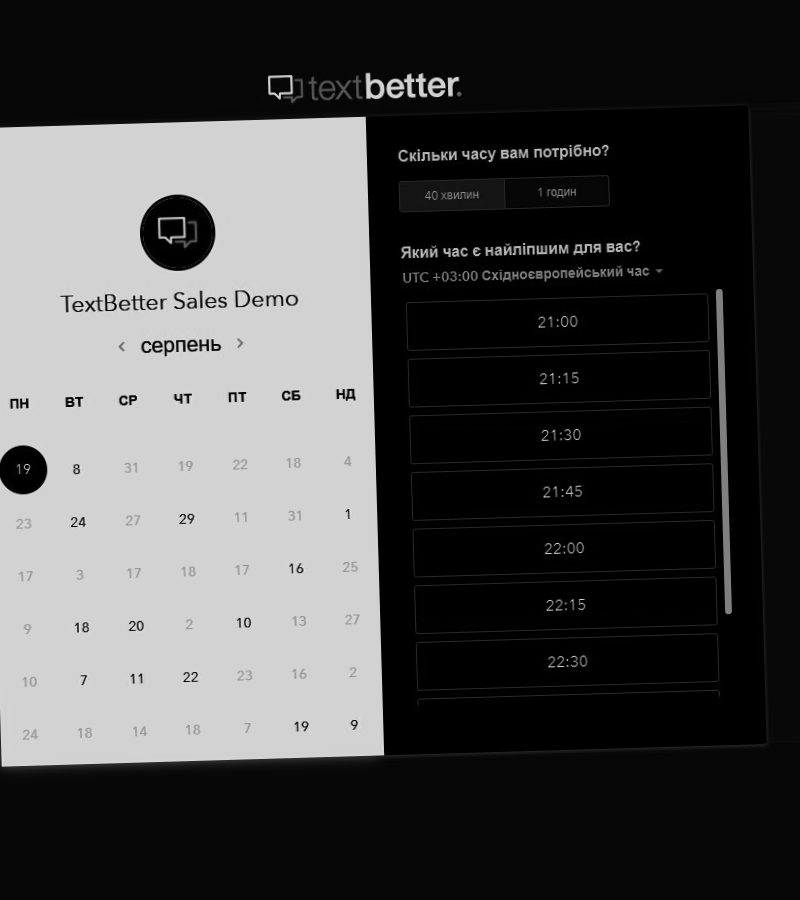 textbetter.
TextBetter Sales Demo
серпень
ПН ВТ СР ЧТ ПТ СБ НД
19 8 31 19 22 18 4
23 24 27 29 11 31 1
17 3 17 18 17 16 25
9 18 20 2 10 13 27
10 7 11 22 23 16 2
24 18 14 18 7 19 9
Скільки часу вам потрібно?
40 хвилин 1 годин
Який час є найліпшим для вас?
UTC +03:00 Східноєвропейський час
21:00
21:15
21:30
21:45
22:00
22:15
22:30